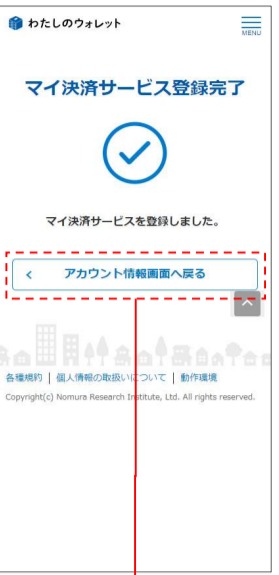 わたしのウォレット
MENU
マイ決済サービス登録完了
マイ決済サービスを登録しました。
< アカウント情報画面へ戻る
各種規約 | 個人情報の取扱いについて | 動作環境
Copyright(c) Nomura Research Institute, Ltd. All rights reserved.